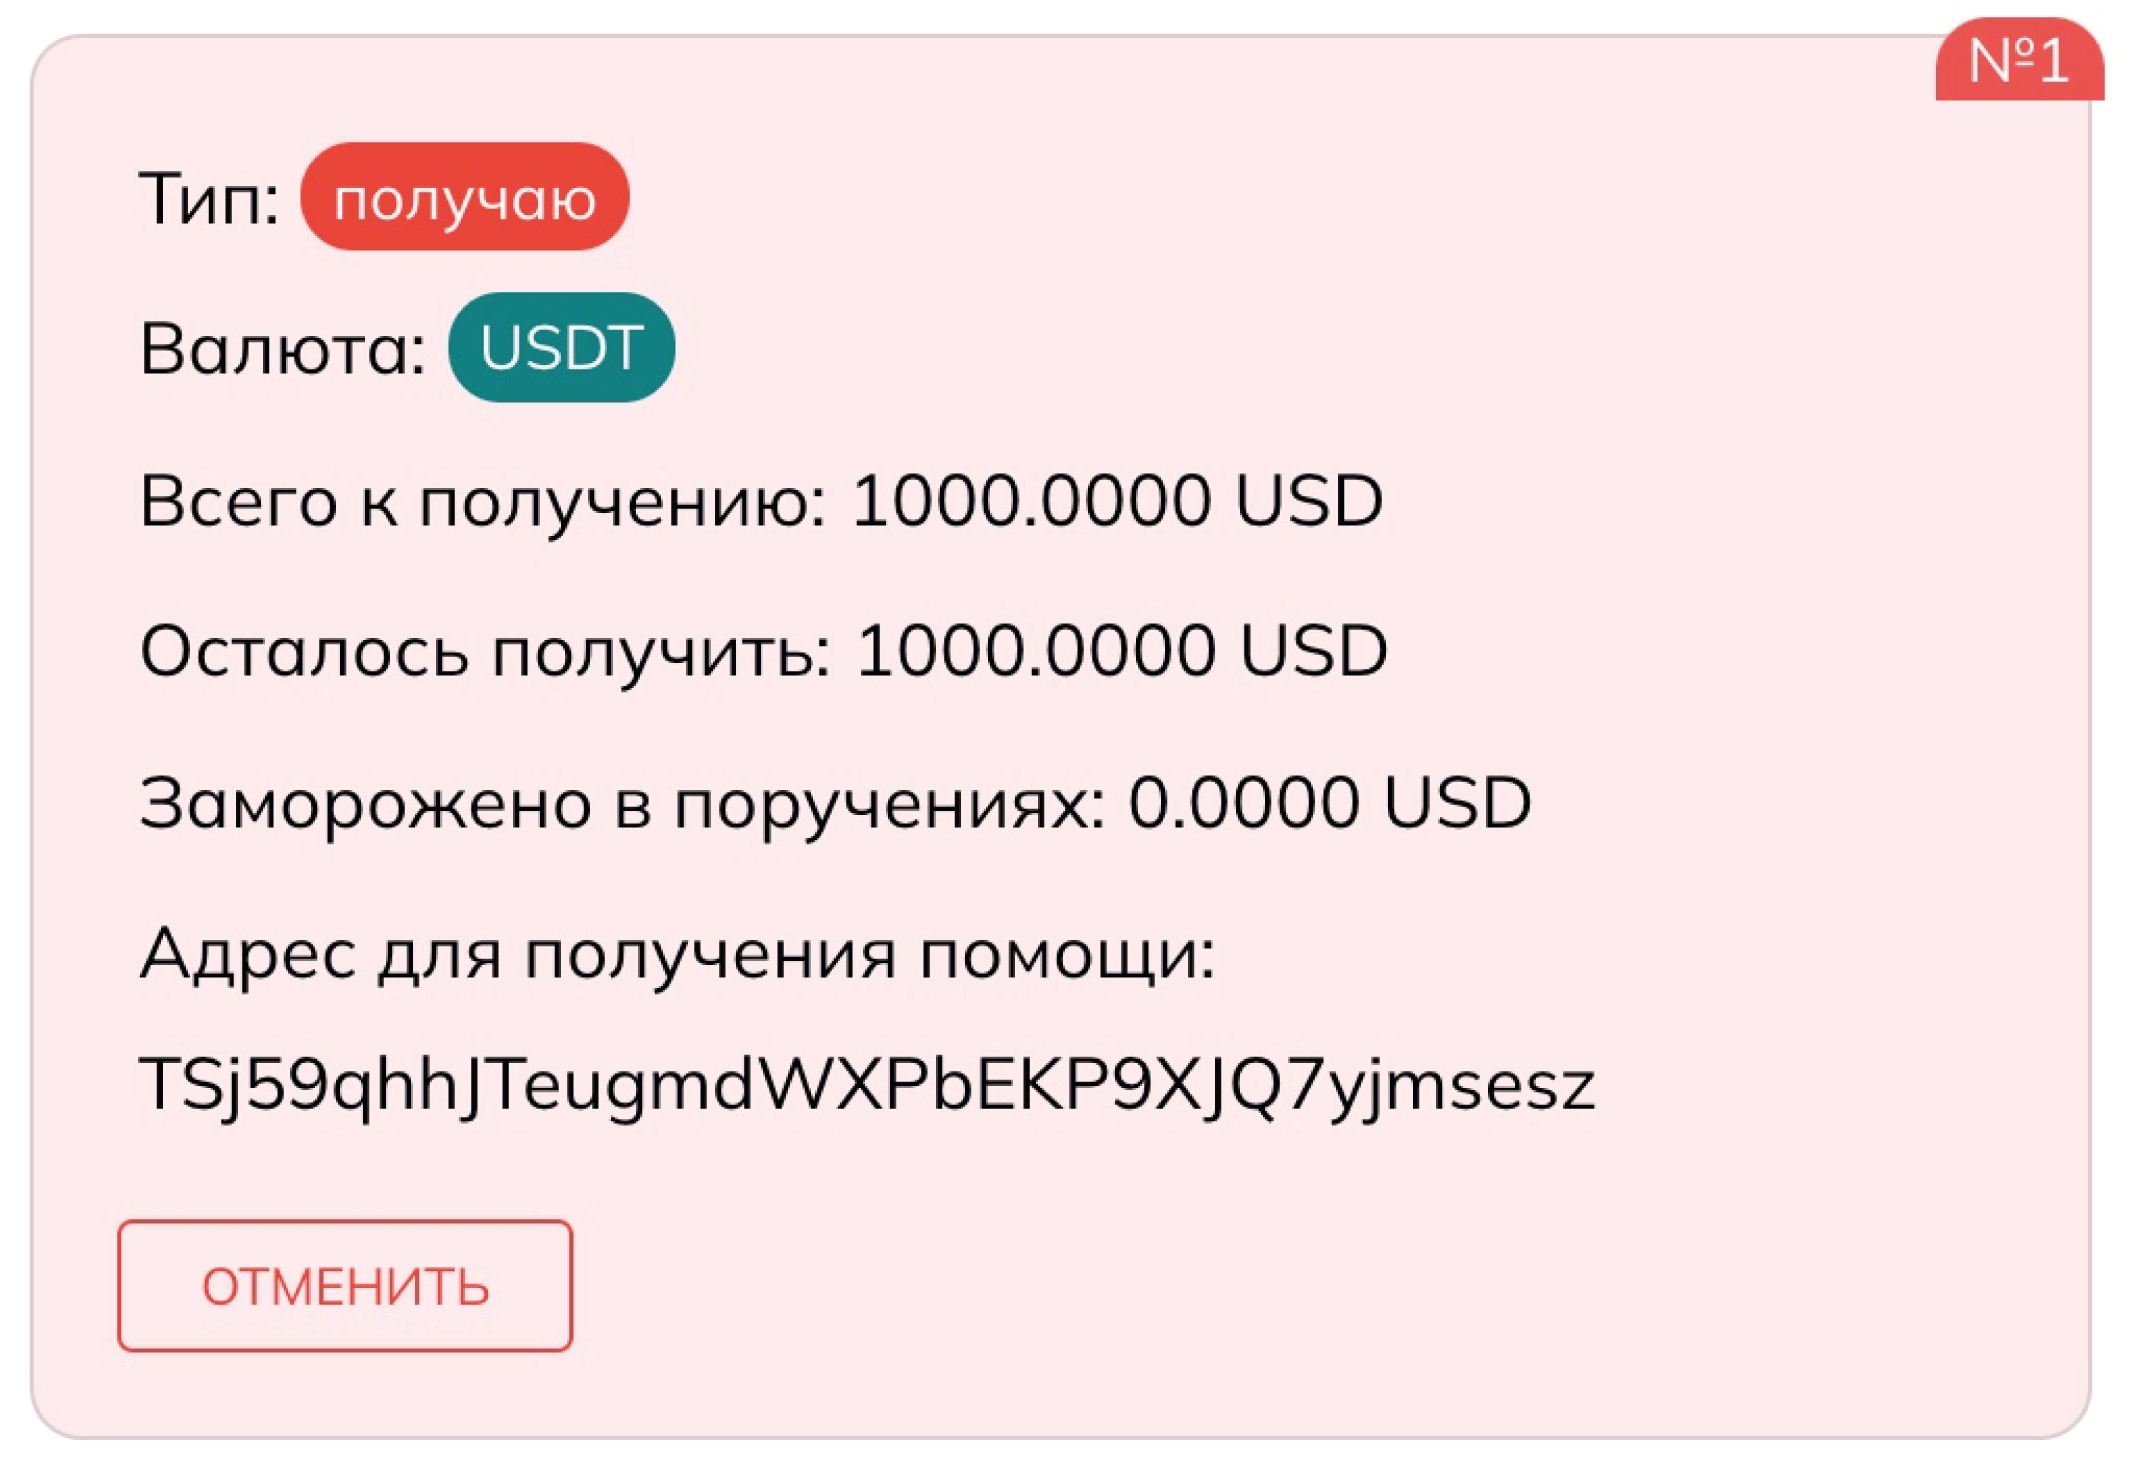 №1
Тип: получаю
Валюта: USDT
Всего к получению: 1000.0000 USD
Осталось получить: 1000.0000 USD
Заморожено в поручениях: 0.0000 USD
Адрес для получения помощи:
TSj59qhhJTeugmdWXPbEKP9XJQ7yjmsesz
ОТМЕНИТЬ